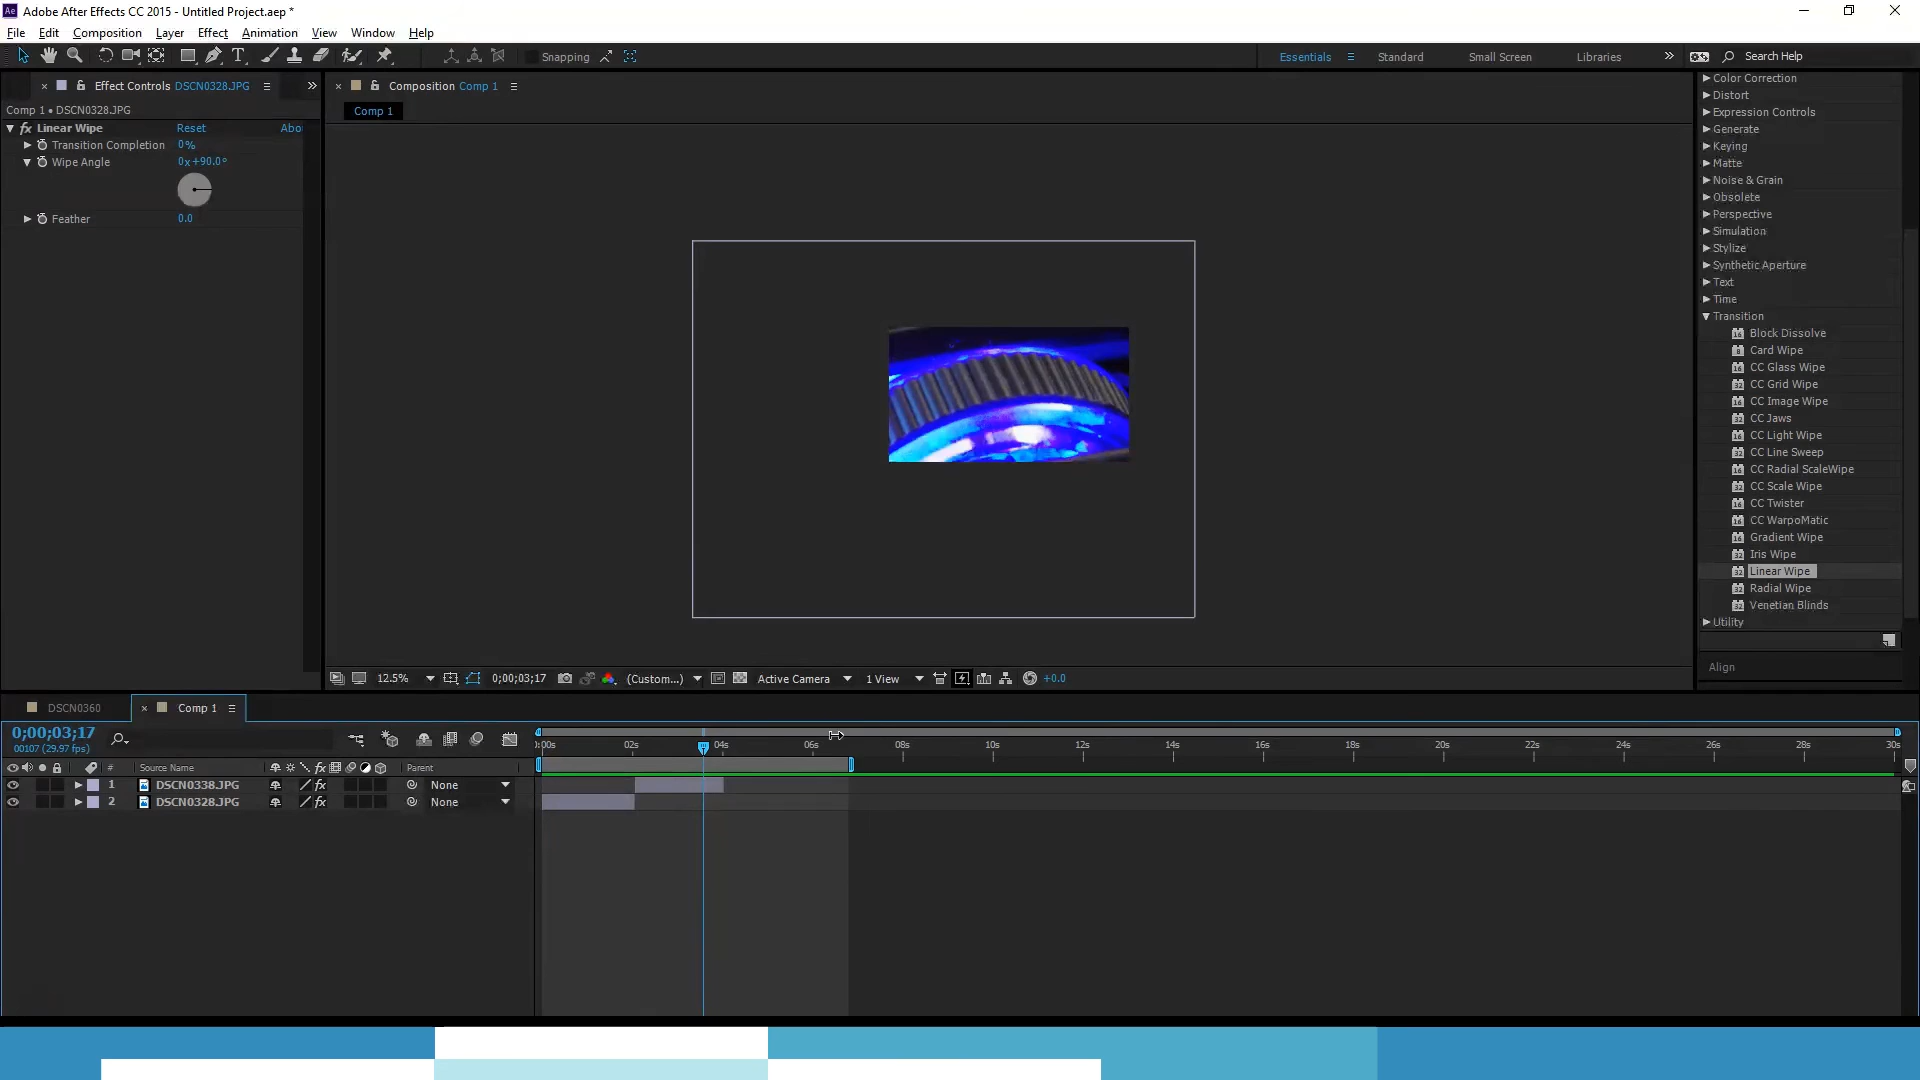 Ae Adobe After Effects CC 2015 - Untitled Project.aep *
File Edit Composition Layer Effect Animation View Window Help
Snapping Essentials Standard Small Screen Libraries Search Help
Effect Controls DSCN0328.JPG
Comp 1 • DSCN0328.JPG
fx Linear Wipe Reset Abo
Transition Completion 0%
Wipe Angle 0x+90.0°
Feather 0.0
Composition Comp 1
Comp 1
Color Correction
Distort
Expression Controls
Generate
Keying
Matte
Noise & Grain
Obsolete
Perspective
Simulation
Stylize
Synthetic Aperture
Text
Time
Transition
Block Dissolve
Card Wipe
CC Glass Wipe
CC Grid Wipe
CC Image Wipe
CC Jaws
CC Light Wipe
CC Line Sweep
CC Radial ScaleWipe
CC Scale Wipe
CC Twister
CC WarpoMatic
Gradient Wipe
Iris Wipe
Linear Wipe
Radial Wipe
Venetian Blinds
Utility
Align
12.5% 0;00;03;17 (Custom...) Active Camera 1 View +0.0
DSCN0360 Comp 1
0;00;03;17
00107 (29.97 fps)
:00s 02s 04s 06s 08s 10s 12s 14s 16s 18s 20s 22s 24s 26s 28s 30s
# Source Name fx Parent
1 DSCN0338.JPG fx None
2 DSCN0328.JPG fx None